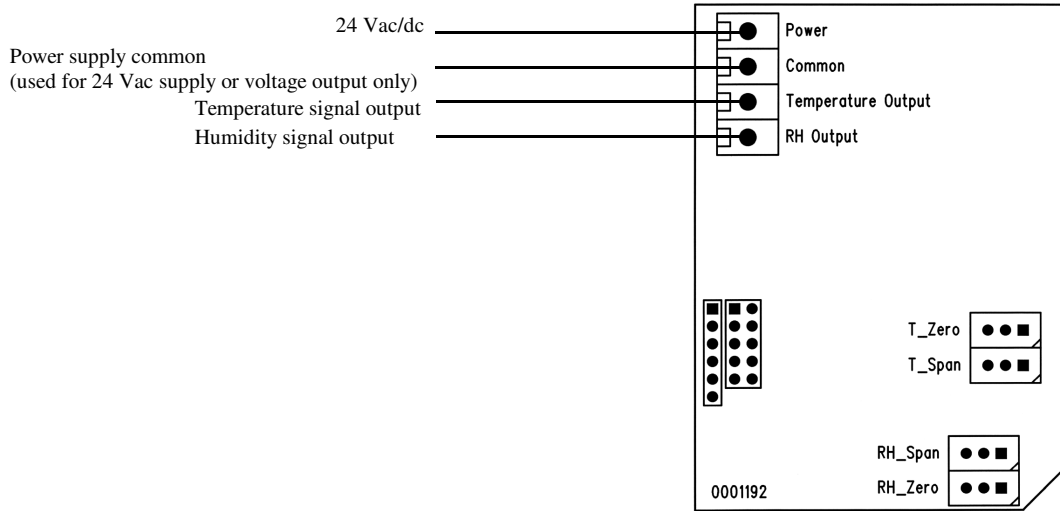 24 Vac/dc
Power supply common
(used for 24 Vac supply or voltage output only)
Temperature signal output
Humidity signal output
Power
Common
Temperature Output
RH Output
T_Zero
T_Span
RH_Span
RH_Zero
0001192